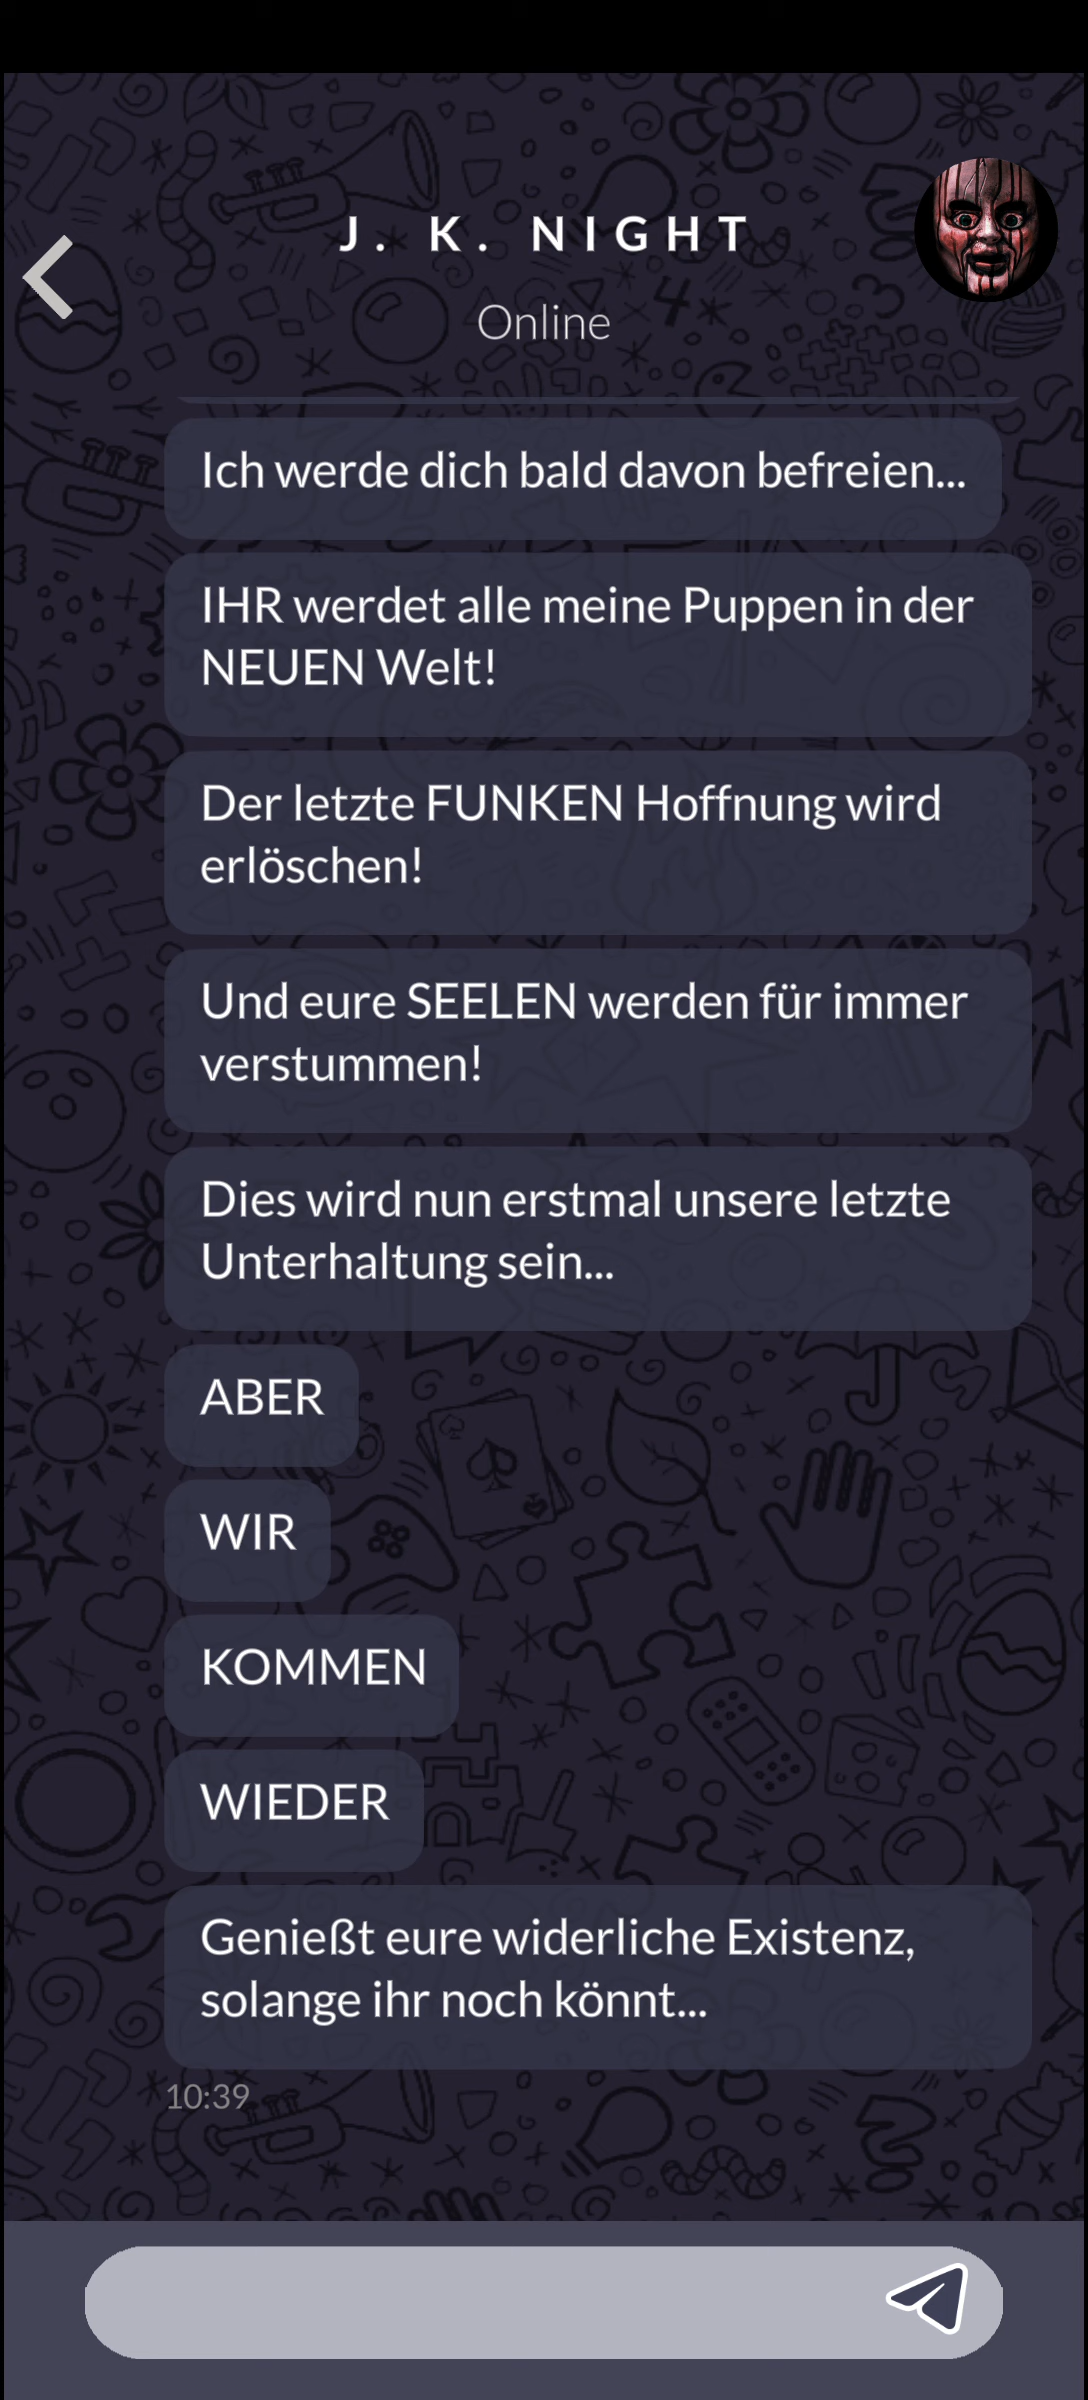 J. K. NIGHT
Online
Ich werde dich bald davon befreien...
IHR werdet alle meine Puppen in der
NEUEN Welt!
Der letzte FUNKEN Hoffnung wird
erlöschen!
Und eure SEELEN werden für immer
verstummen!
Dies wird nun erstmal unsere letzte
Unterhaltung sein...
ABER
WIR
KOMMEN
WIEDER
Genießt eure widerliche Existenz,
solange ihr noch könnt...
10:39